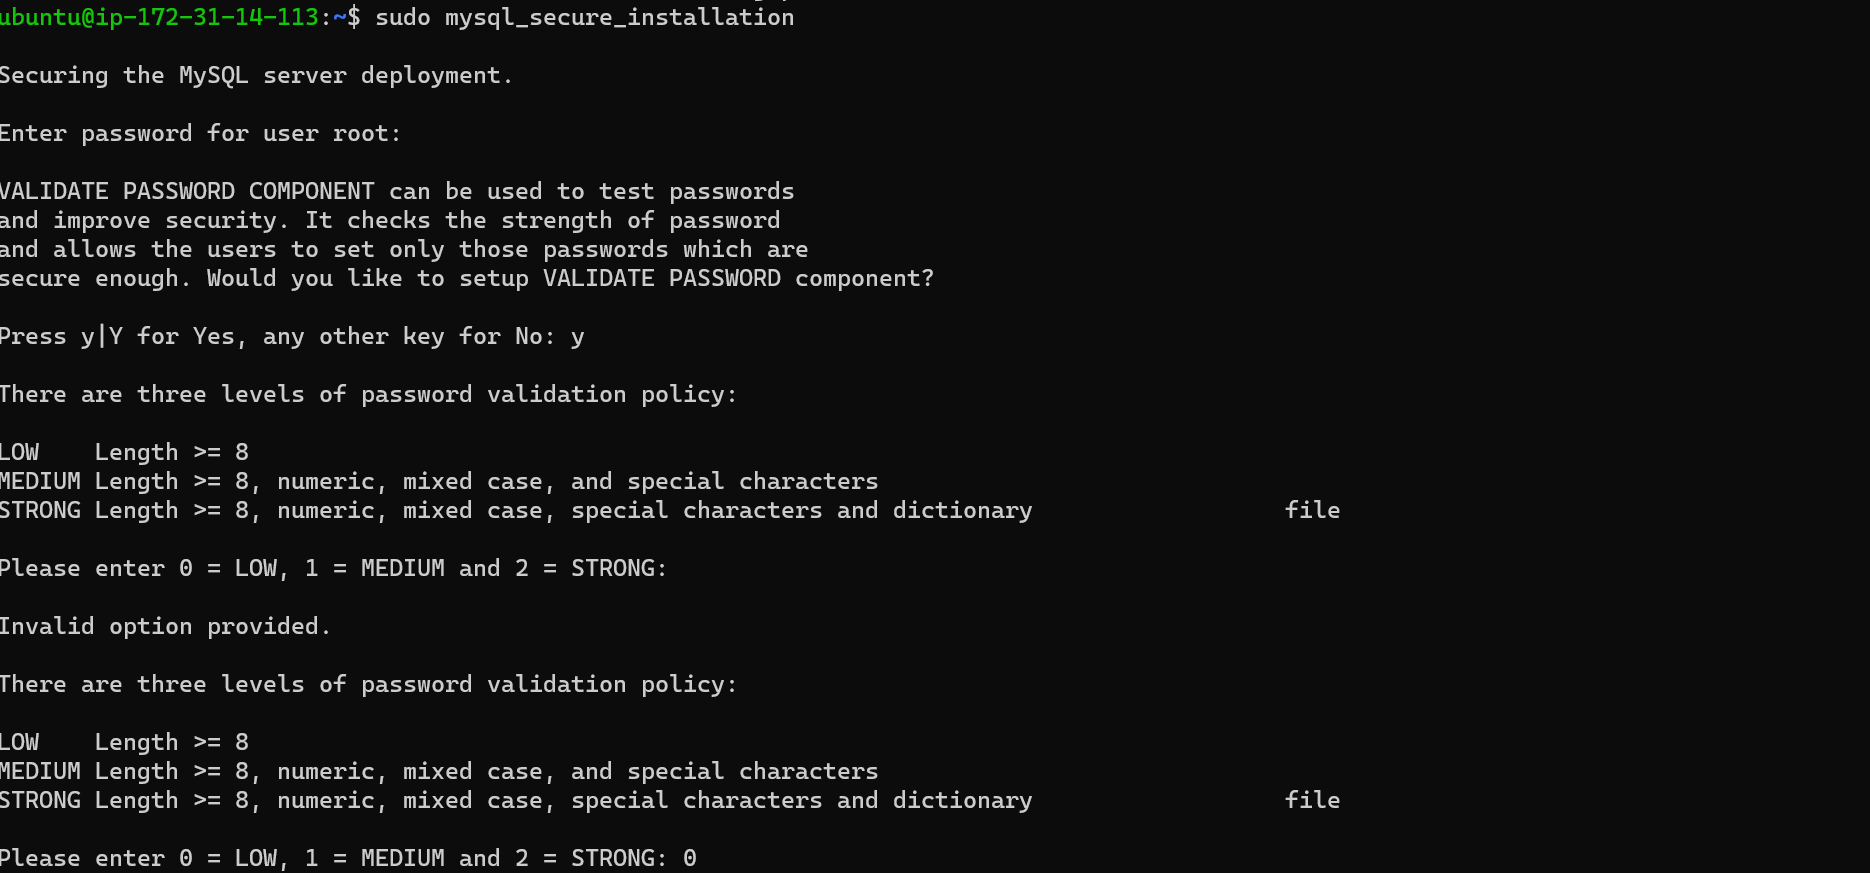 ubuntu@ip-172-31-14-113:~$ sudo mysql_secure_installation
Securing the MySQL server deployment.
Enter password for user root:
VALIDATE PASSWORD COMPONENT can be used to test passwords
and improve security. It checks the strength of password
and allows the users to set only those passwords which are
secure enough. Would you like to setup VALIDATE PASSWORD component?
Press y|Y for Yes, any other key for No: y
There are three levels of password validation policy:
LOW    Length >= 8
MEDIUM Length >= 8, numeric, mixed case, and special characters
STRONG Length >= 8, numeric, mixed case, special characters and dictionary                  file
Please enter 0 = LOW, 1 = MEDIUM and 2 = STRONG:
Invalid option provided.
There are three levels of password validation policy:
LOW    Length >= 8
MEDIUM Length >= 8, numeric, mixed case, and special characters
STRONG Length >= 8, numeric, mixed case, special characters and dictionary                  file
Please enter 0 = LOW, 1 = MEDIUM and 2 = STRONG: 0